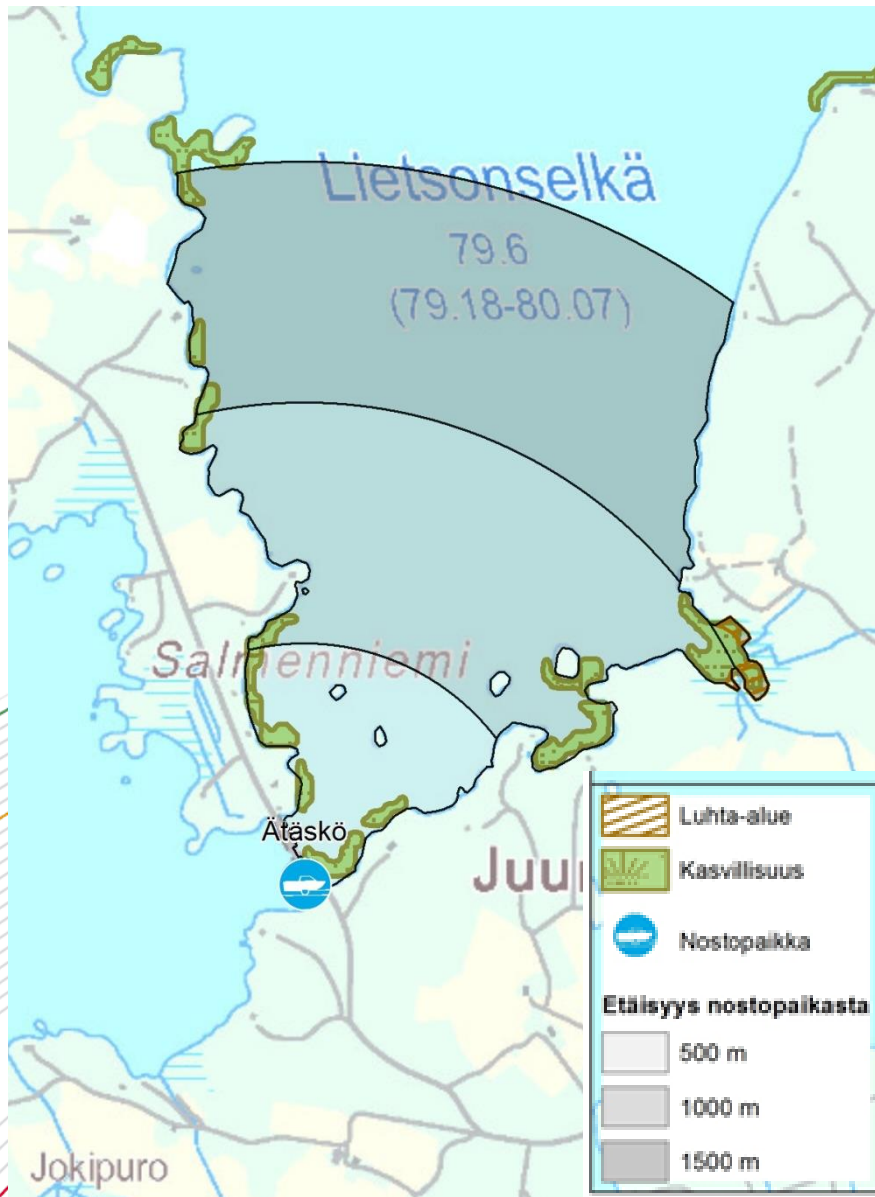 Lietsonselkä
79.6
(79.18-80.07)
Salmenniemi
Ätäskö
Juu
Jokipuro
Luhta-alue
Kasvillisuus
Nostopaikka
Etäisyys nostopaikasta
500 m
1000 m
1500 m